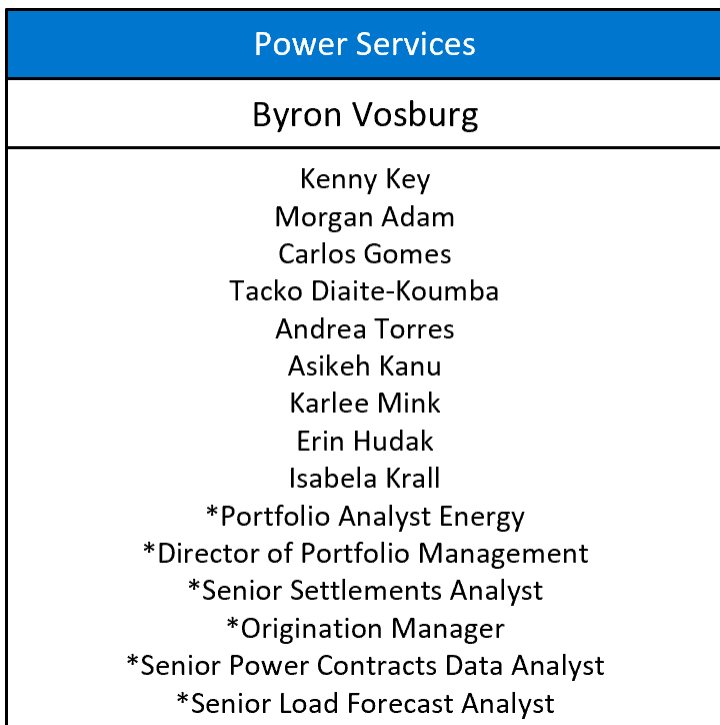 Power Services
Byron Vosburg
Kenny Key
Morgan Adam
Carlos Gomes
Tacko Diaite-Koumba
Andrea Torres
Asikeh Kanu
Karlee Mink
Erin Hudak
Isabela Krall
*Portfolio Analyst Energy
*Director of Portfolio Management
*Senior Settlements Analyst
*Origination Manager
*Senior Power Contracts Data Analyst
*Senior Load Forecast Analyst